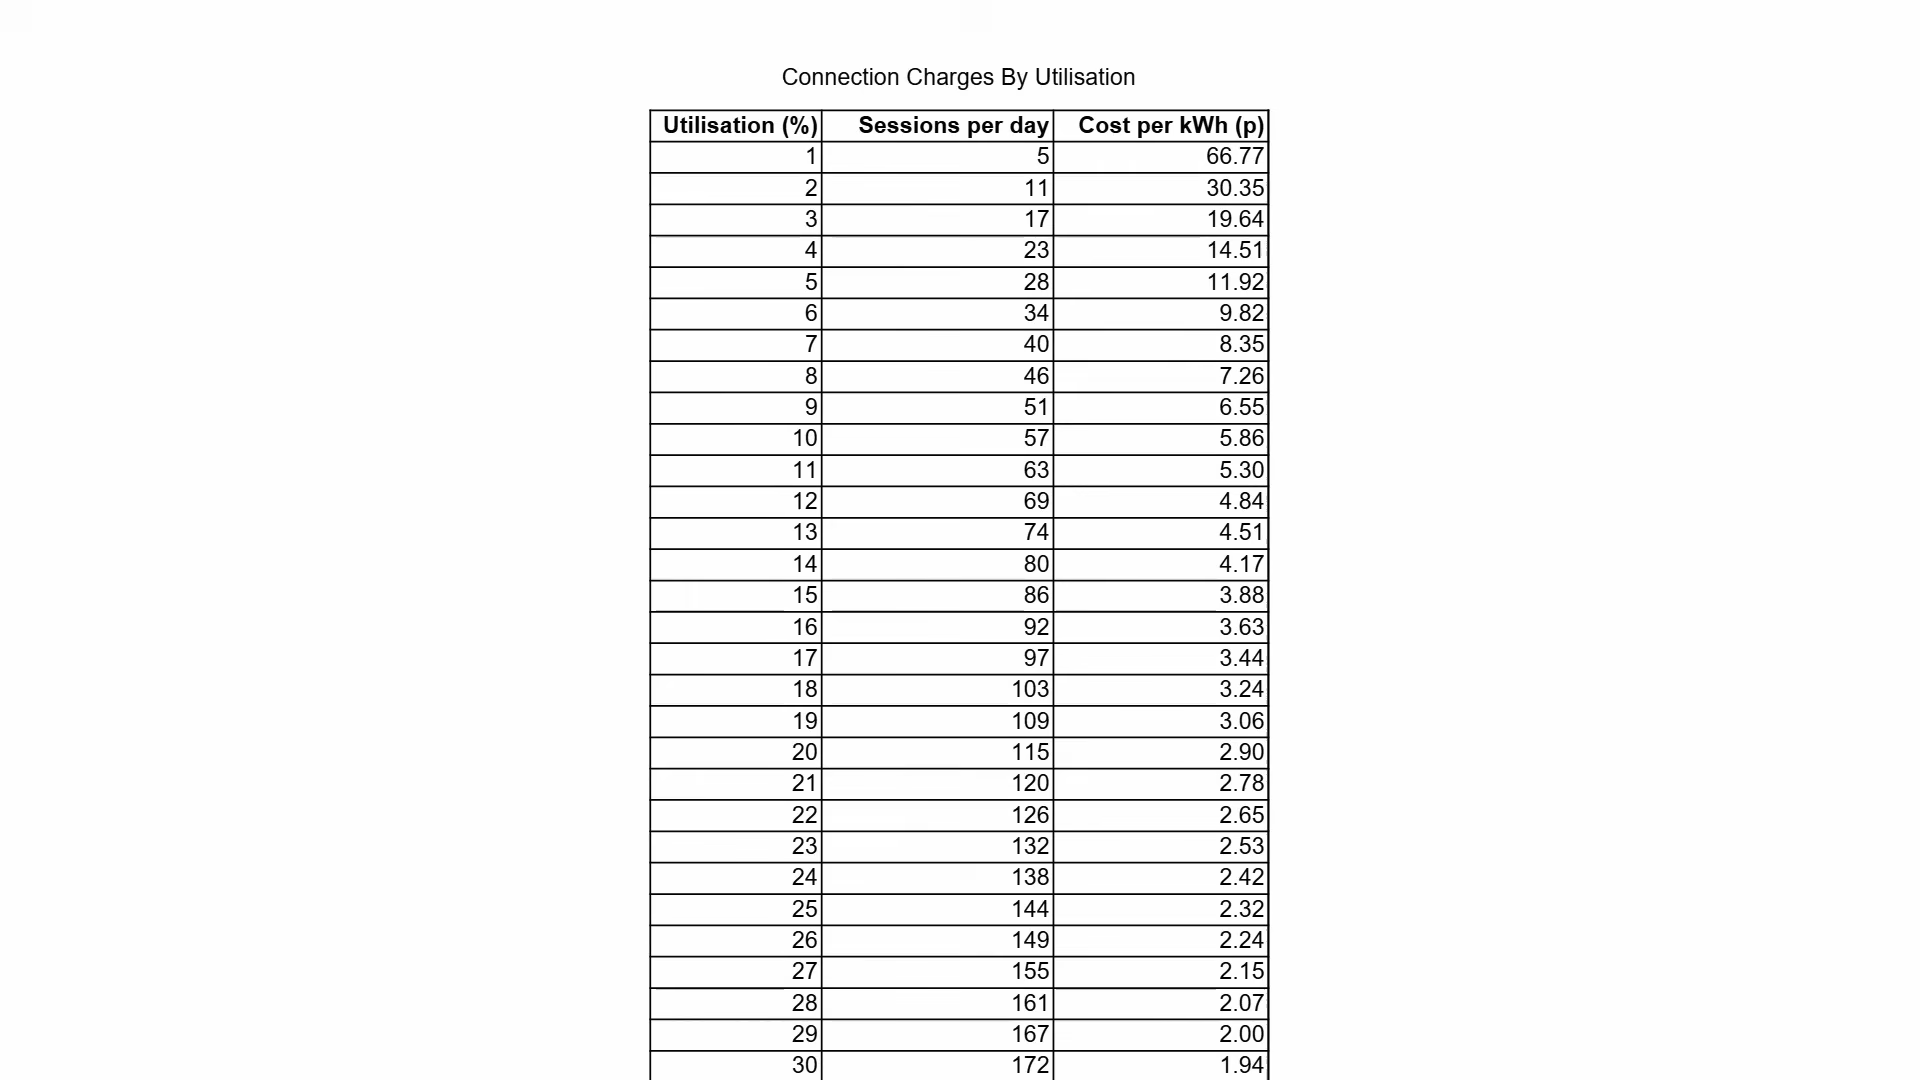 Connection Charges By Utilisation
Utilisation (%) Sessions per day Cost per kWh (p)
1 5 66.77
2 11 30.35
3 17 19.64
4 23 14.51
5 28 11.92
6 34 9.82
7 40 8.35
8 46 7.26
9 51 6.55
10 57 5.86
11 63 5.30
12 69 4.84
13 74 4.51
14 80 4.17
15 86 3.88
16 92 3.63
17 97 3.44
18 103 3.24
19 109 3.06
20 115 2.90
21 120 2.78
22 126 2.65
23 132 2.53
24 138 2.42
25 144 2.32
26 149 2.24
27 155 2.15
28 161 2.07
29 167 2.00
30 172 1.94